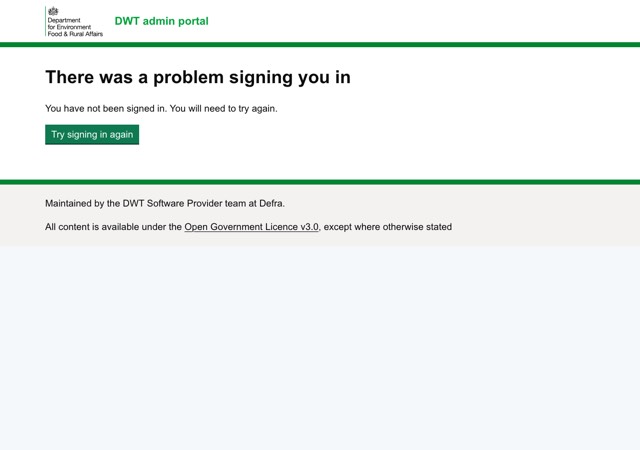 Department
for Environment
Food & Rural Affairs
DWT admin portal
There was a problem signing you in
You have not been signed in. You will need to try again.
Try signing in again
Maintained by the DWT Software Provider team at Defra.
All content is available under the Open Government Licence v3.0, except where otherwise stated